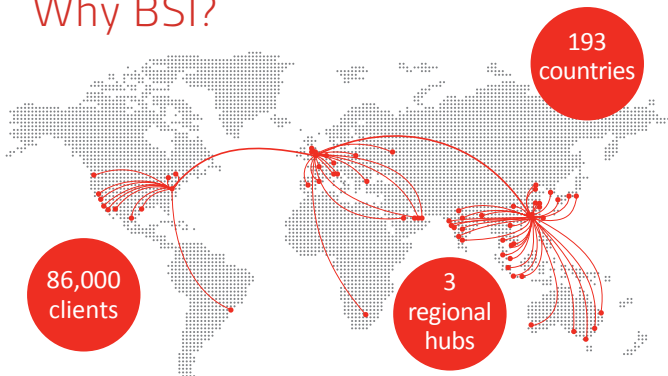 Why BSI?
193
countries
86,000
clients
3
regional
hubs